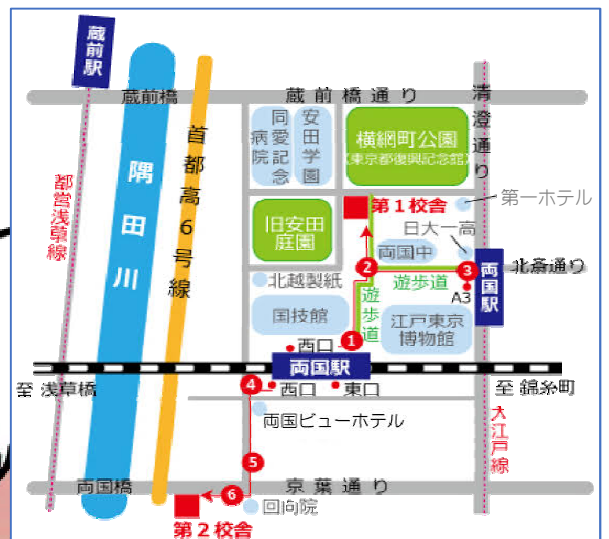 蔵前駅
蔵前橋
蔵前橋通り
清澄通り
都営浅草線
隅田川
首都高6号線
同愛記念病院
安田学園
横網町公園
(東京都復興記念館)
第1校舎
第一ホテル
旧安田庭園
日大一高
両国中
2
3
両国駅
北斎通り
北越製紙
遊歩道
遊歩道
A3
国技館
江戸東京博物館
西口
1
両国駅
4
西口
東口
至 浅草橋
至 錦糸町
両国ビューホテル
大江戸線
5
両国橋
京葉通り
6
回向院
第2校舎